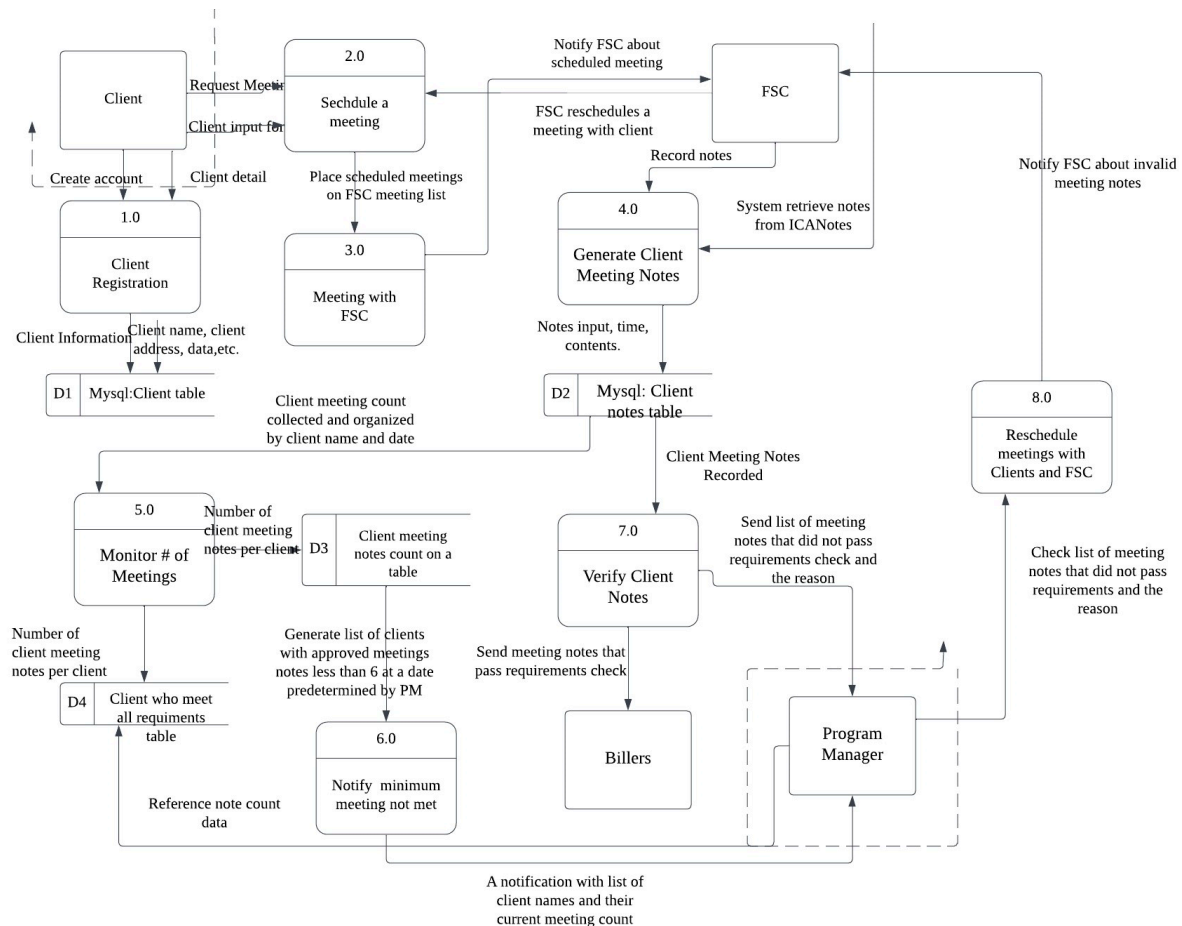 Client
Request Meetin
Client input for
Create account
Client detail
2.0
Sechdule a
meeting
Notify FSC about
scheduled meeting
FSC reschedules a
meeting with client
FSC
Record notes
Notify FSC about invalid
meeting notes
Place scheduled meetings
on FSC meeting list
1.0
Client
Registration
3.0
Meeting with
FSC
4.0
Generate Client
Meeting Notes
System retrieve notes
from ICANotes
Client Information
Client name, client
address, data,etc.
Notes input, time,
contents.
D1
Mysql:Client table
D2
Mysql: Client
notes table
8.0
Reschedule
meetings with
Clients and FSC
Client meeting count
collected and organized
by client name and date
Client Meeting Notes
Recorded
5.0
Monitor # of
Meetings
Number of
client meeting
notes per client
D3
Client meeting
notes count on a
table
7.0
Verify Client
Notes
Send list of meeting
notes that did not pass
requirements check and
the reason
Check list of meeting
notes that did not pass
requirements and the
reason
Number of
client meeting
notes per client
Generate list of clients
with approved meetings
notes less than 6 at a date
predetermined by PM
Send meeting notes that
pass requirements check
D4
Client who meet
all requiments
table
6.0
Notify minimum
meeting not met
Billers
Program
Manager
Reference note count
data
A notification with list of
client names and their
current meeting count